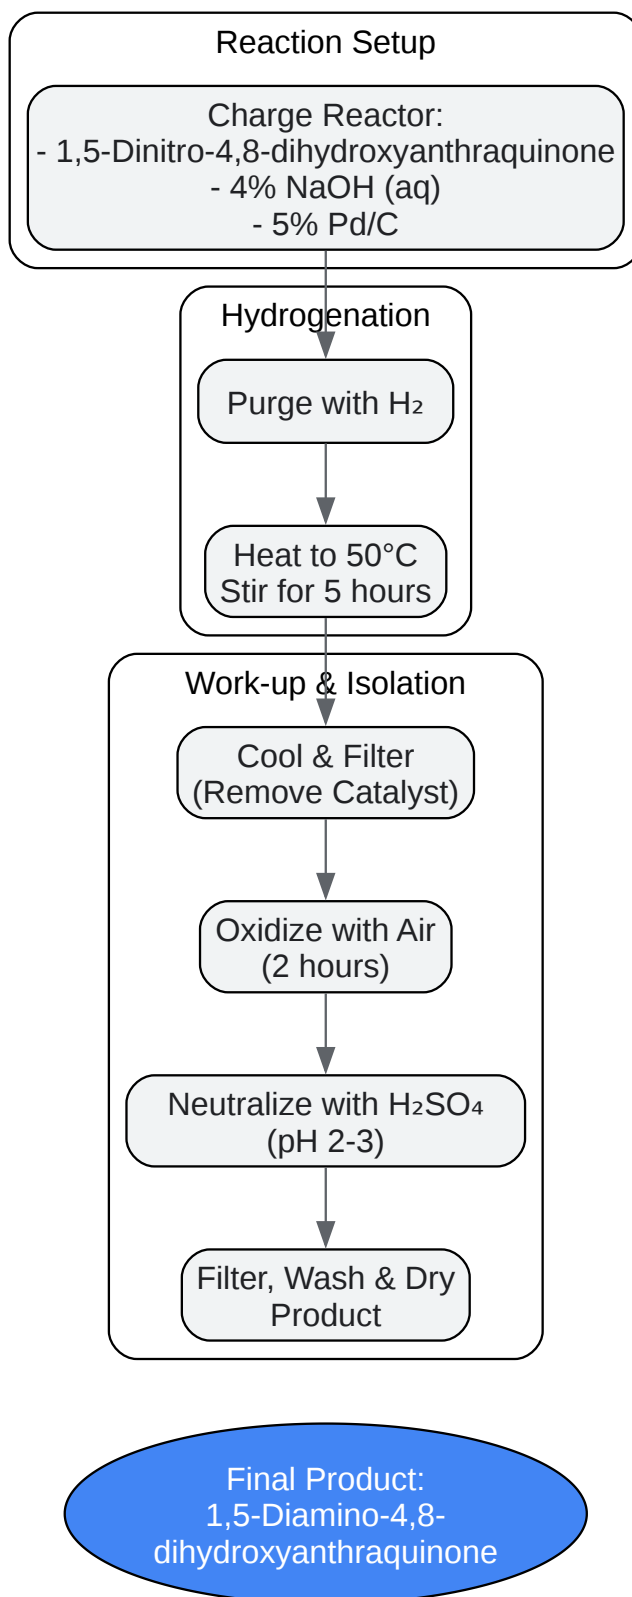 Reaction Setup
Charge Reactor:
- 1,5-Dinitro-4,8-dihydroxyanthraquinone
- 4% NaOH (aq)
- 5% Pd/C
Hydrogenation
Purge with H₂
Heat to 50°C
Stir for 5 hours
Work-up & Isolation
Cool & Filter
(Remove Catalyst)
Oxidize with Air
(2 hours)
Neutralize with H₂SO₄
(pH 2-3)
Filter, Wash & Dry
Product
Final Product:
1,5-Diamino-4,8-
dihydroxyanthraquinone